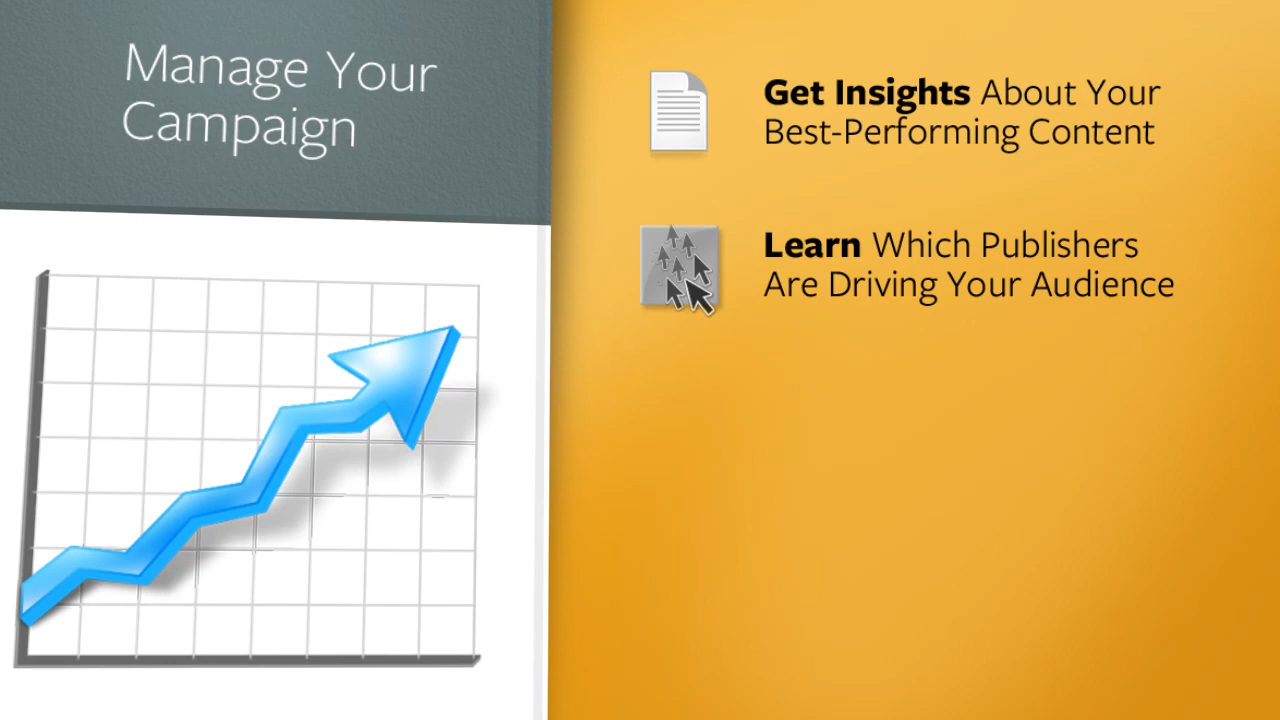 Manage Your
Campaign
Get Insights About Your
Best-Performing Content
Learn Which Publishers
Are Driving Your Audience